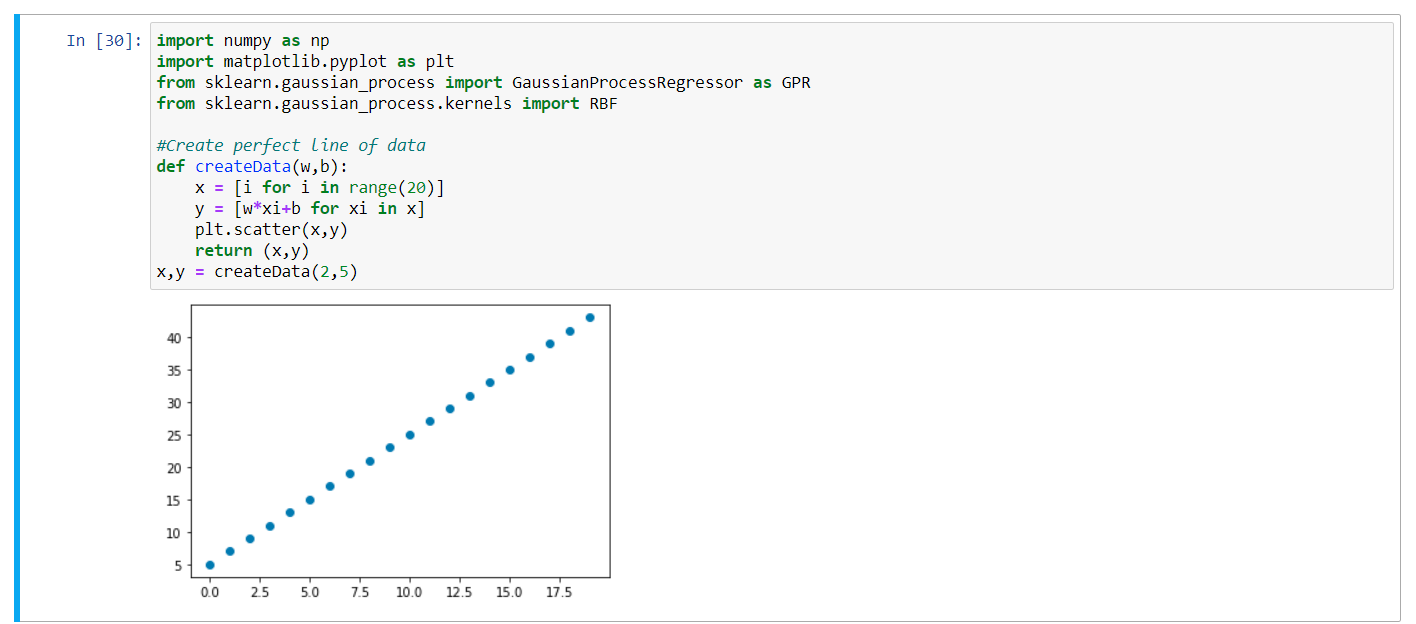 In [30]: import numpy as np
import matplotlib.pyplot as plt
from sklearn.gaussian_process import GaussianProcessRegressor as GPR
from sklearn.gaussian_process.kernels import RBF
#Create perfect line of data
def createData(w,b):
    x = [i for i in range(20)]
    y = [w*xi+b for xi in x]
    plt.scatter(x,y)
    return (x,y)
x,y = createData(2,5)
40
35
30
25
20
15
10
5
0.0 2.5 5.0 7.5 10.0 12.5 15.0 17.5